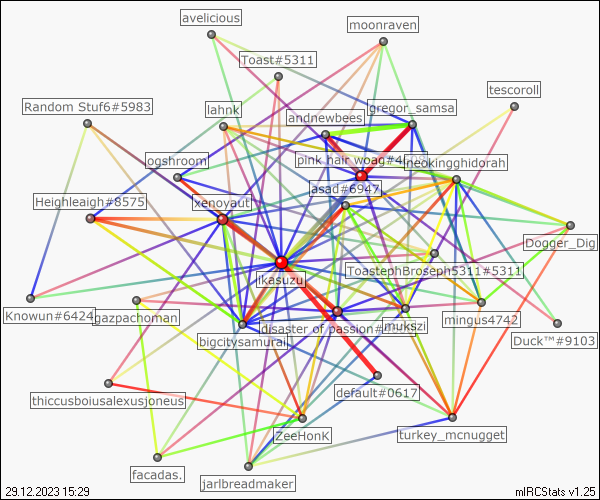 avelicious
moonraven
Toast#5311
tescoroll
Random Stuf6#5983
lahnk
gregor_samsa
andnewbees
ogshroom
pink hair woag#4
neokingghidorah
asad#6947
Heighleagh#8575
xenoyaut
Dogger_Dig
ToastephBroseph5311#5311
ikasuzu
Knowun#6424
gazpachoman
disaster of passion#
mukszi
mingus4742
bigcitysamurai
Duck™#9103
default#0617
thiccusboiusalexusjoneus
ZeeHonK
turkey_mcnugget
facadas.
jarlbreadmaker
29.12.2023 15:29
mIRCStats v1.25